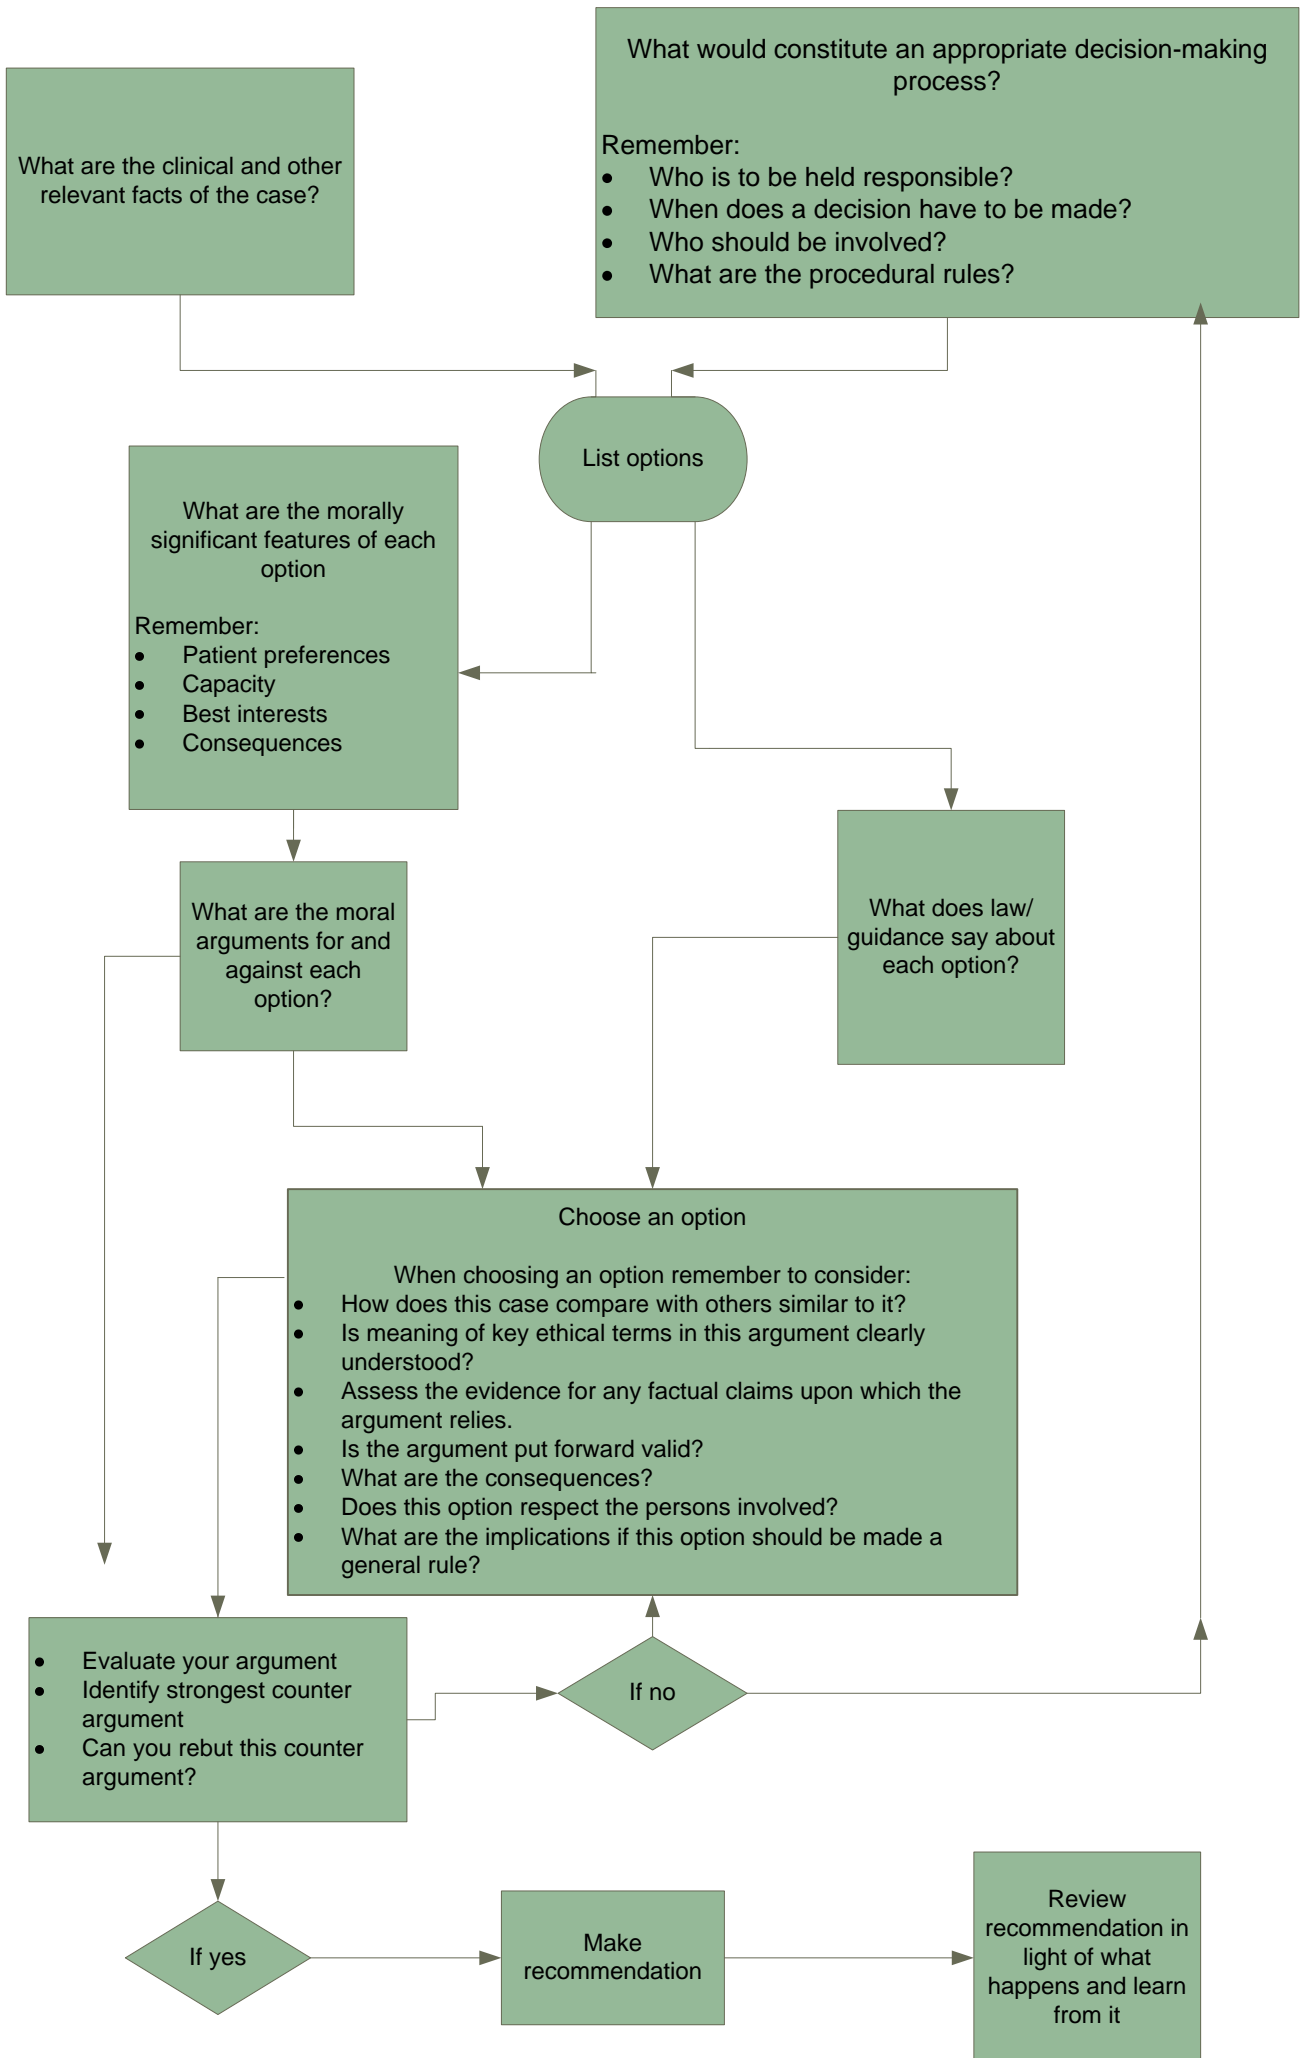 What are the clinical and other
relevant facts of the case?
What would constitute an appropriate decision-making
process?
Remember:
• Who is to be held responsible?
• When does a decision have to be made?
• Who should be involved?
• What are the procedural rules?
List options
What are the morally
significant features of each
option
Remember:
• Patient preferences
• Capacity
• Best interests
• Consequences
What are the moral
arguments for and
against each
option?
What does law/
guidance say about
each option?
Choose an option
When choosing an option remember to consider:
• How does this case compare with others similar to it?
• Is meaning of key ethical terms in this argument clearly
understood?
• Assess the evidence for any factual claims upon which the
argument relies.
• Is the argument put forward valid?
• What are the consequences?
• Does this option respect the persons involved?
• What are the implications if this option should be made a
general rule?
• Evaluate your argument
• Identify strongest counter
argument
• Can you rebut this counter
argument?
If no
If yes
Make
recommendation
Review
recommendation in
light of what
happens and learn
from it